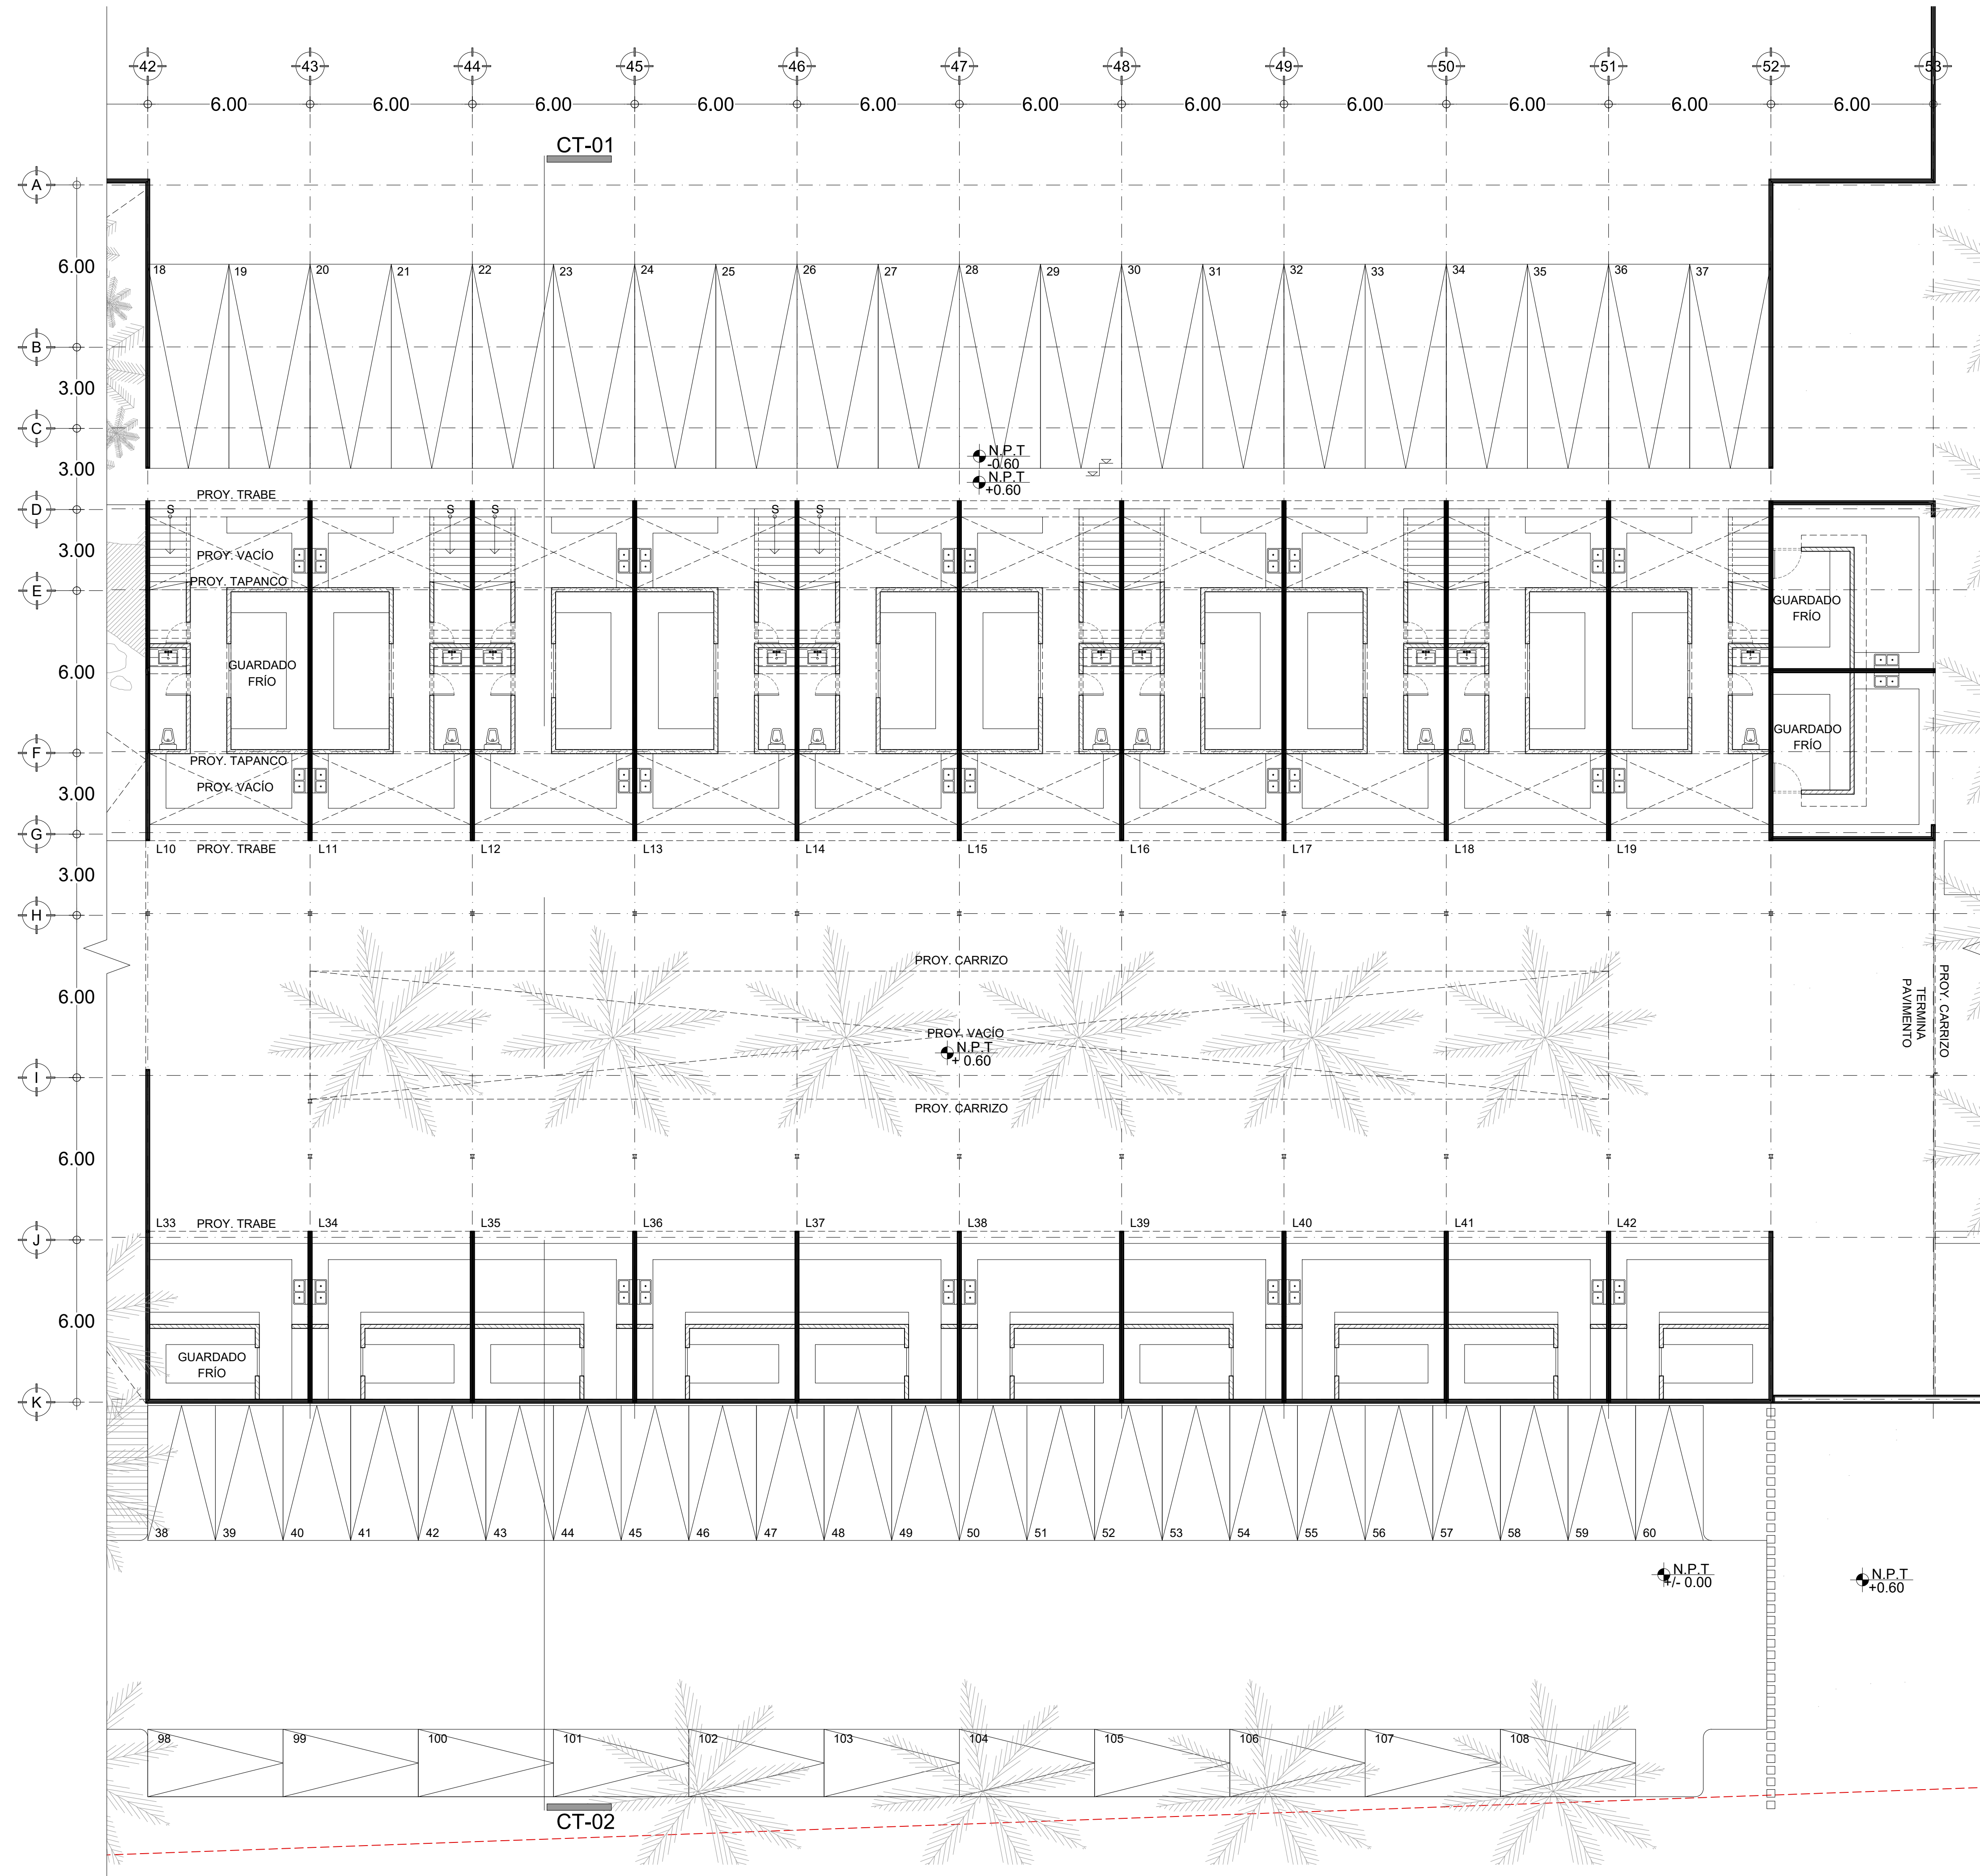 42 43 44 45 46 47 48 49 50 51 52 53
6.00 6.00 6.00 6.00 6.00 6.00 6.00 6.00 6.00 6.00 6.00
CT-01
A
6.00
18 19 20 21 22 23 24 25 26 27 28 29 30 31 32 33 34 35 36 37
B
3.00
C
N.P.T
-0.60
3.00
N.P.T
+0.60
PROY. TRABE
D
S S S S S
3.00
PROY. VACÍO
PROY. TAPANCO
E
GUARDADO
FRÍO
6.00
GUARDADO
FRÍO
GUARDADO
FRÍO
F
PROY. TAPANCO
PROY. VACÍO
3.00
G
L10 PROY. TRABE L11 L12 L13 L14 L15 L16 L17 L18 L19
3.00
H
PROY. CARRIZO
6.00
PROY. VACÍO
N.P.T
+ 0.60
TERMINA
PAVIMENTO
PROY. CARRIZO
I
PROY. CARRIZO
6.00
L33 PROY. TRABE L34 L35 L36 L37 L38 L39 L40 L41 L42
J
6.00
GUARDADO
FRÍO
K
38 39 40 41 42 43 44 45 46 47 48 49 50 51 52 53 54 55 56 57 58 59 60
N.P.T
+/- 0.00
N.P.T
+0.60
98 99 100 101 102 103 104 105 106 107 108
CT-02